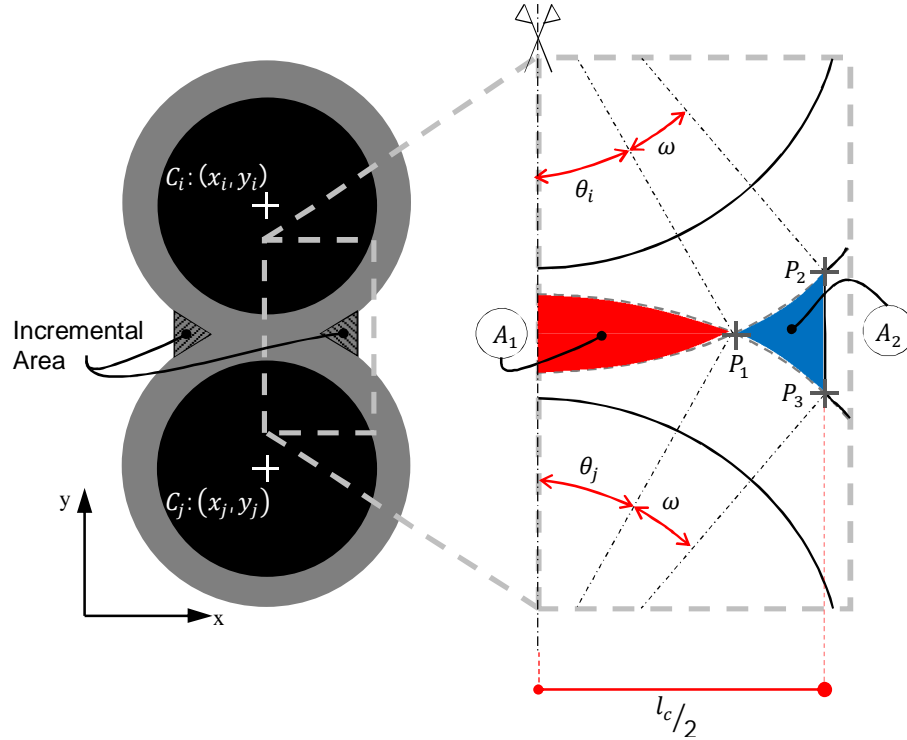 C_i:(x_i, y_i)
C_j:(x_j, y_j)
Incremental
Area
y
x
θ_i
ω
P_2
A_1
A_2
P_1
P_3
θ_j
ω
l_c/2